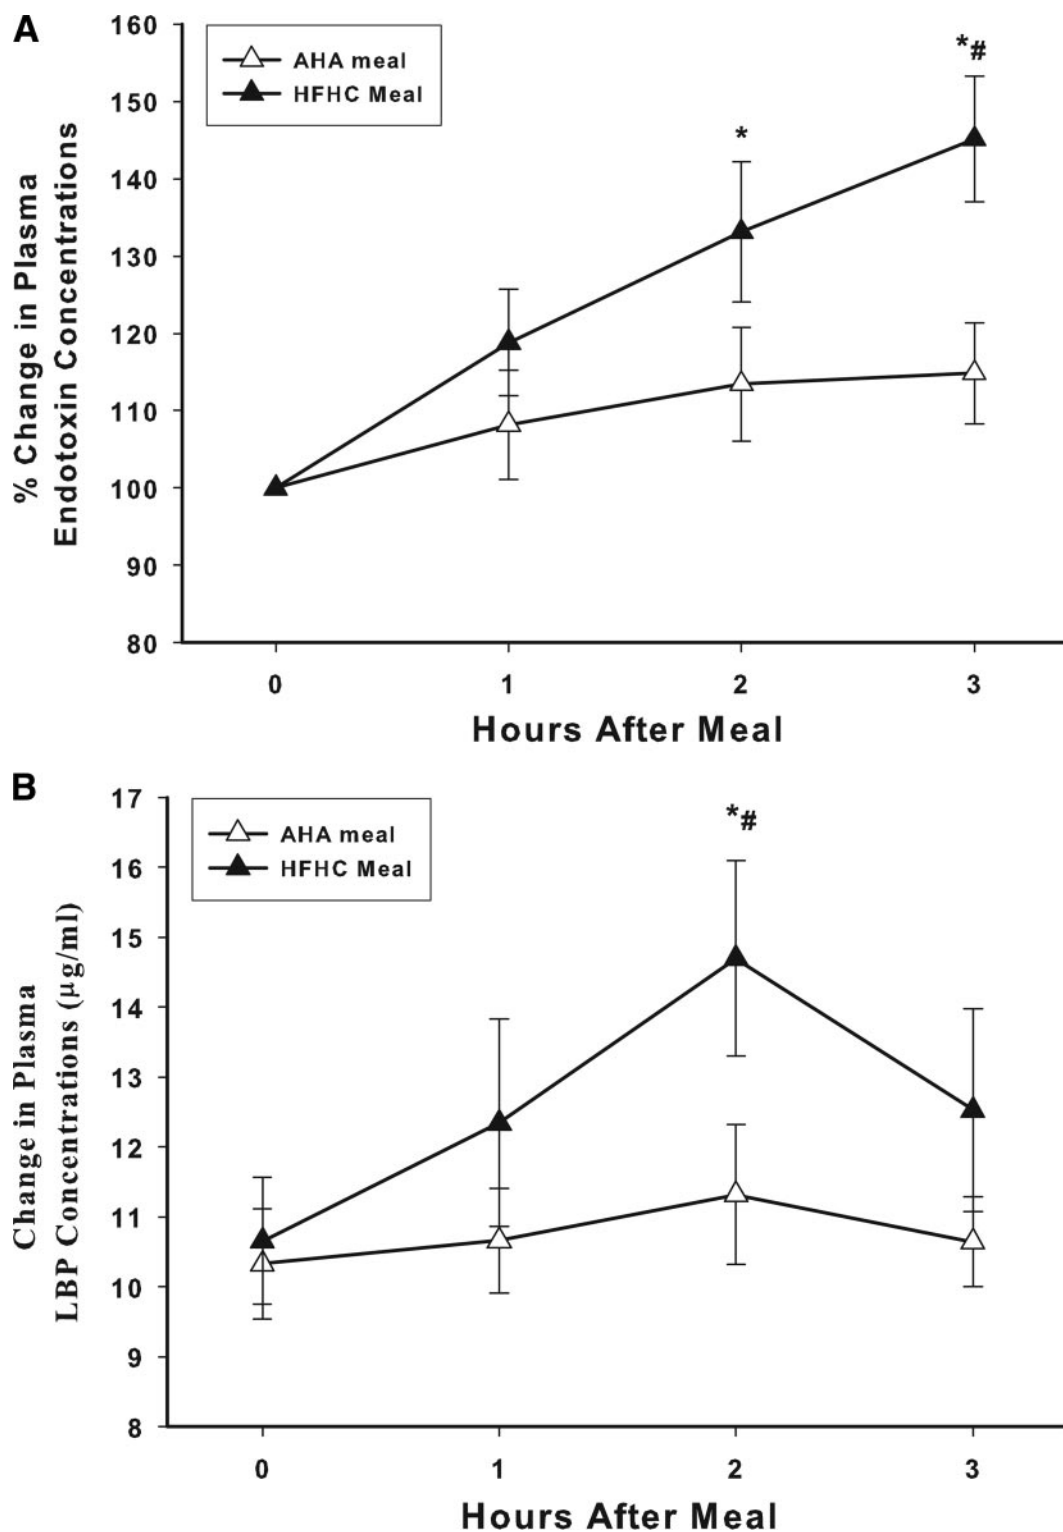 A
AHA meal
HFHC Meal
*
*#
% Change in Plasma
Endotoxin Concentrations
160
150
140
130
120
110
100
90
80
0 1 2 3
Hours After Meal
B
AHA meal
HFHC Meal
*#
Change in Plasma
LBP Concentrations (µg/ml)
17
16
15
14
13
12
11
10
9
8
0 1 2 3
Hours After Meal